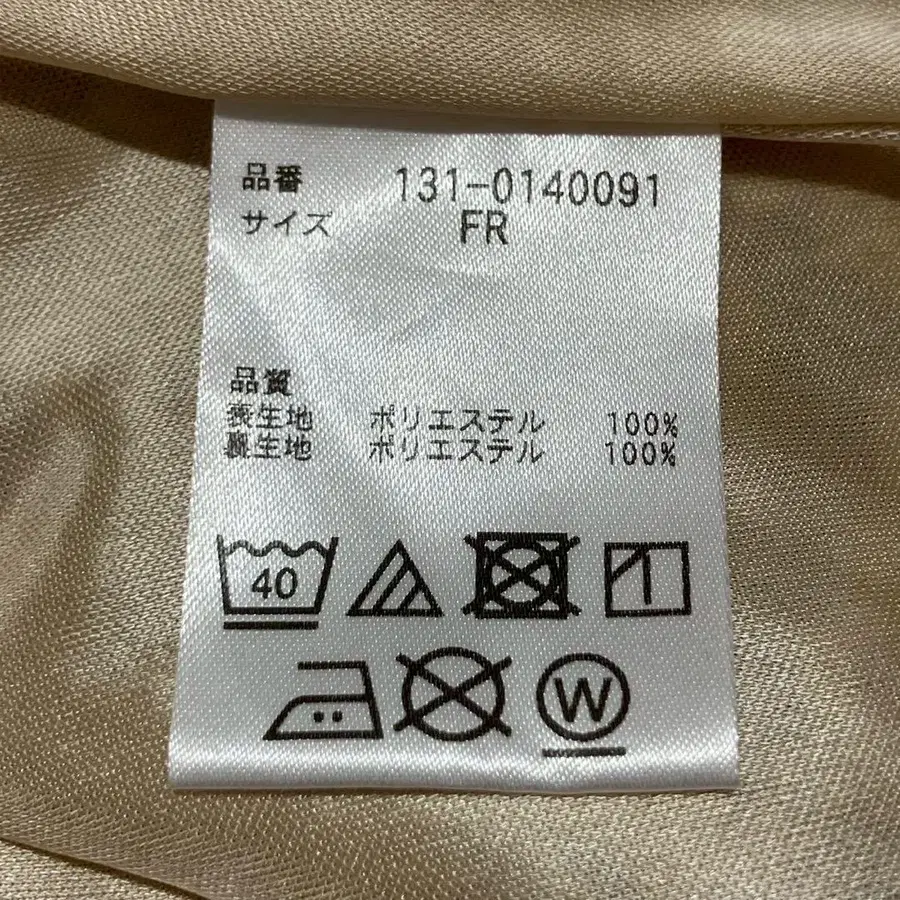 品番 131-0140091
サイズ FR
品質
表生地 ポリエステル 100%
裏生地 ポリエステル 100%
40
W